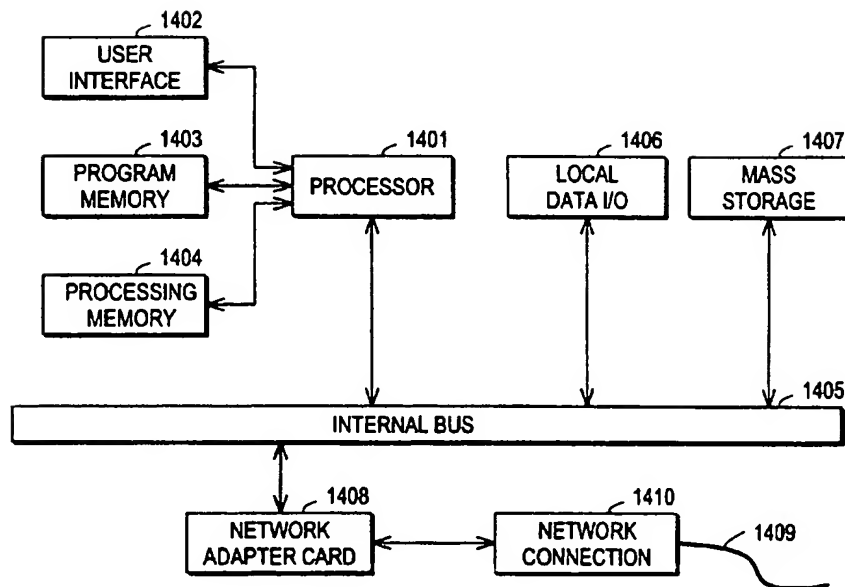 1402
USER
INTERFACE
1403
PROGRAM
MEMORY
1404
PROCESSING
MEMORY
1401
PROCESSOR
1406
LOCAL
DATA I/O
1407
MASS
STORAGE
1405
INTERNAL BUS
1408
NETWORK
ADAPTER CARD
1410
NETWORK
CONNECTION
1409